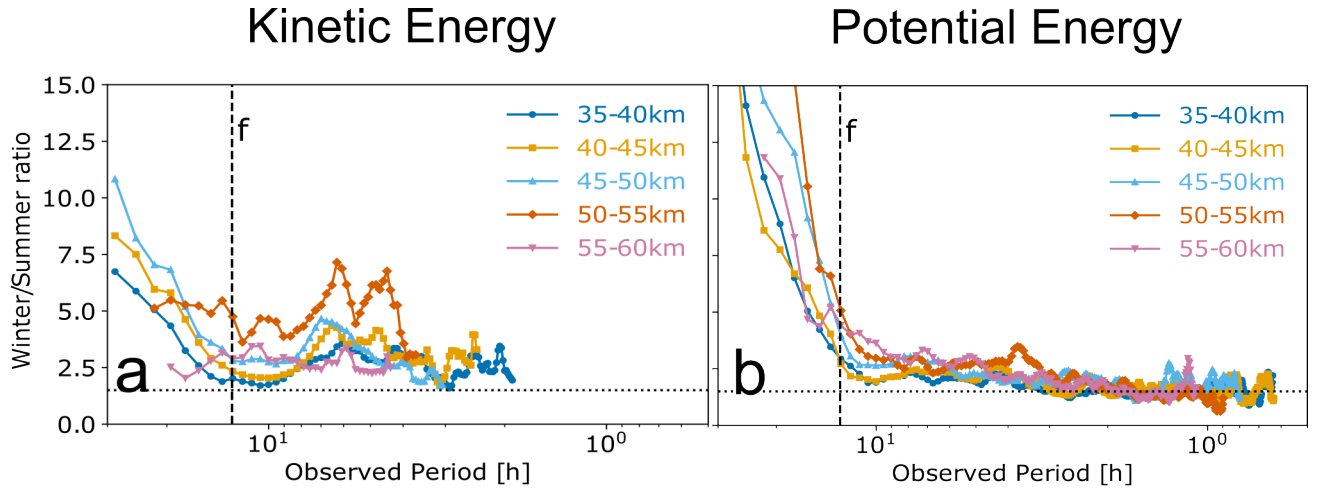 Kinetic Energy
Potential Energy
15.0
12.5
10.0
7.5
5.0
2.5
0.0
Winter/Summer ratio
f
35-40km
40-45km
45-50km
50-55km
55-60km
a
10¹
10⁰
Observed Period [h]
f
35-40km
40-45km
45-50km
50-55km
55-60km
b
10¹
10⁰
Observed Period [h]